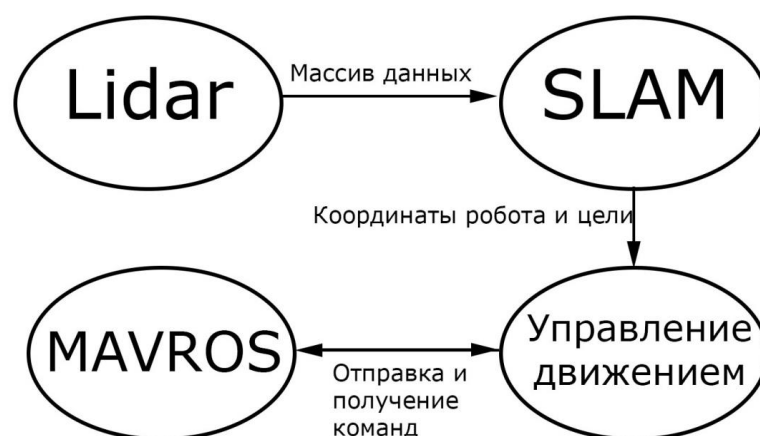 Lidar
Массив данных
SLAM
Координаты робота и цели
MAVROS
Отправка и
получение
команд
Управление
движением